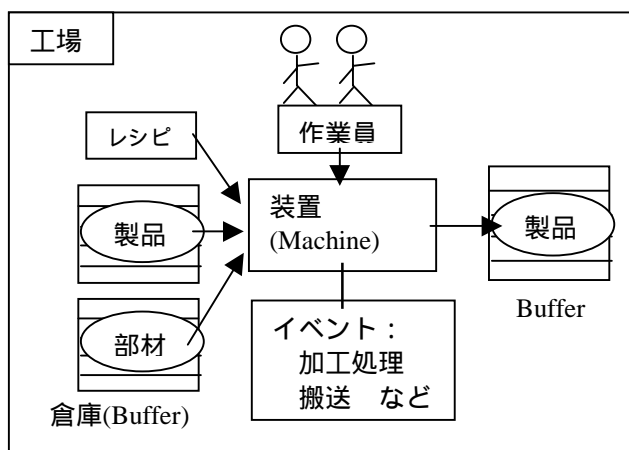 工場
作業員
レシピ
製品
装置
(Machine)
製品
部材
Buffer
イベント：
加工処理
搬送　など
倉庫(Buffer)